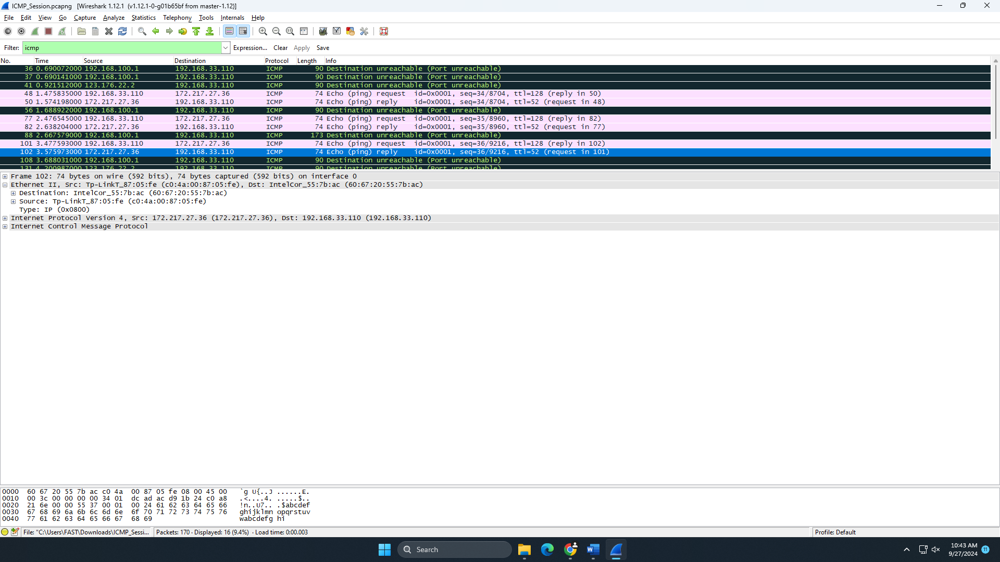 ICMP_Session.pcapng   [Wireshark 1.12.1  (v1.12.1-0-g01b65bf from master-1.12)]
File Edit View Go Capture Analyze Statistics Telephony Tools Internals Help
Filter: icmp Expression... Clear Apply Save
No. Time Source Destination Protocol Length Info
36 0.690072000 192.168.100.1 192.168.33.110 ICMP 90 Destination unreachable (Port unreachable)
37 0.690141000 192.168.100.1 192.168.33.110 ICMP 90 Destination unreachable (Port unreachable)
41 0.921512000 123.176.22.2 192.168.33.110 ICMP 90 Destination unreachable (Port unreachable)
48 1.475835000 192.168.33.110 172.217.27.36 ICMP 74 Echo (ping) request  id=0x0001, seq=34/8704, ttl=128 (reply in 50)
50 1.574198000 172.217.27.36 192.168.33.110 ICMP 74 Echo (ping) reply    id=0x0001, seq=34/8704, ttl=52 (request in 48)
56 1.688922000 192.168.100.1 192.168.33.110 ICMP 90 Destination unreachable (Port unreachable)
77 2.476545000 192.168.33.110 172.217.27.36 ICMP 74 Echo (ping) request  id=0x0001, seq=35/8960, ttl=128 (reply in 82)
82 2.638204000 172.217.27.36 192.168.33.110 ICMP 74 Echo (ping) reply    id=0x0001, seq=35/8960, ttl=52 (request in 77)
88 2.667579000 192.168.100.1 192.168.33.110 ICMP 173 Destination unreachable (Port unreachable)
101 3.477593000 192.168.33.110 172.217.27.36 ICMP 74 Echo (ping) request  id=0x0001, seq=36/9216, ttl=128 (reply in 102)
102 3.575973000 172.217.27.36 192.168.33.110 ICMP 74 Echo (ping) reply    id=0x0001, seq=36/9216, ttl=52 (request in 101)
108 3.688031000 192.168.100.1 192.168.33.110 ICMP 90 Destination unreachable (Port unreachable)
131 4.200987000 123.176.22.2 192.168.33.110 ICMP 90 Destination unreachable (Port unreachable)
Frame 102: 74 bytes on wire (592 bits), 74 bytes captured (592 bits) on interface 0
Ethernet II, Src: Tp-LinkT_87:05:fe (c0:4a:00:87:05:fe), Dst: IntelCor_55:7b:ac (60:67:20:55:7b:ac)
Destination: IntelCor_55:7b:ac (60:67:20:55:7b:ac)
Source: Tp-LinkT_87:05:fe (c0:4a:00:87:05:fe)
Type: IP (0x0800)
Internet Protocol Version 4, Src: 172.217.27.36 (172.217.27.36), Dst: 192.168.33.110 (192.168.33.110)
Internet Control Message Protocol
0000  60 67 20 55 7b ac c0 4a  00 87 05 fe 08 00 45 00   `g U{..J ......E.
0010  00 3c 00 00 00 00 34 01  dc ad ac d9 1b 24 c0 a8   .<....4. .....$..
0020  21 6e 00 00 55 37 00 01  00 24 61 62 63 64 65 66   !n..U7.. .$abcdef
0030  67 68 69 6a 6b 6c 6d 6e  6f 70 71 72 73 74 75 76   ghijklmn opqrstuv
0040  77 61 62 63 64 65 66 67  68 69   wabcdefg hi
File: "C:\Users\FAST\Downloads\ICMP_Sessi... Packets: 170 · Displayed: 16 (9.4%) · Load time: 0:00.003 Profile: Default
Search
10:43 AM
9/27/2024
11